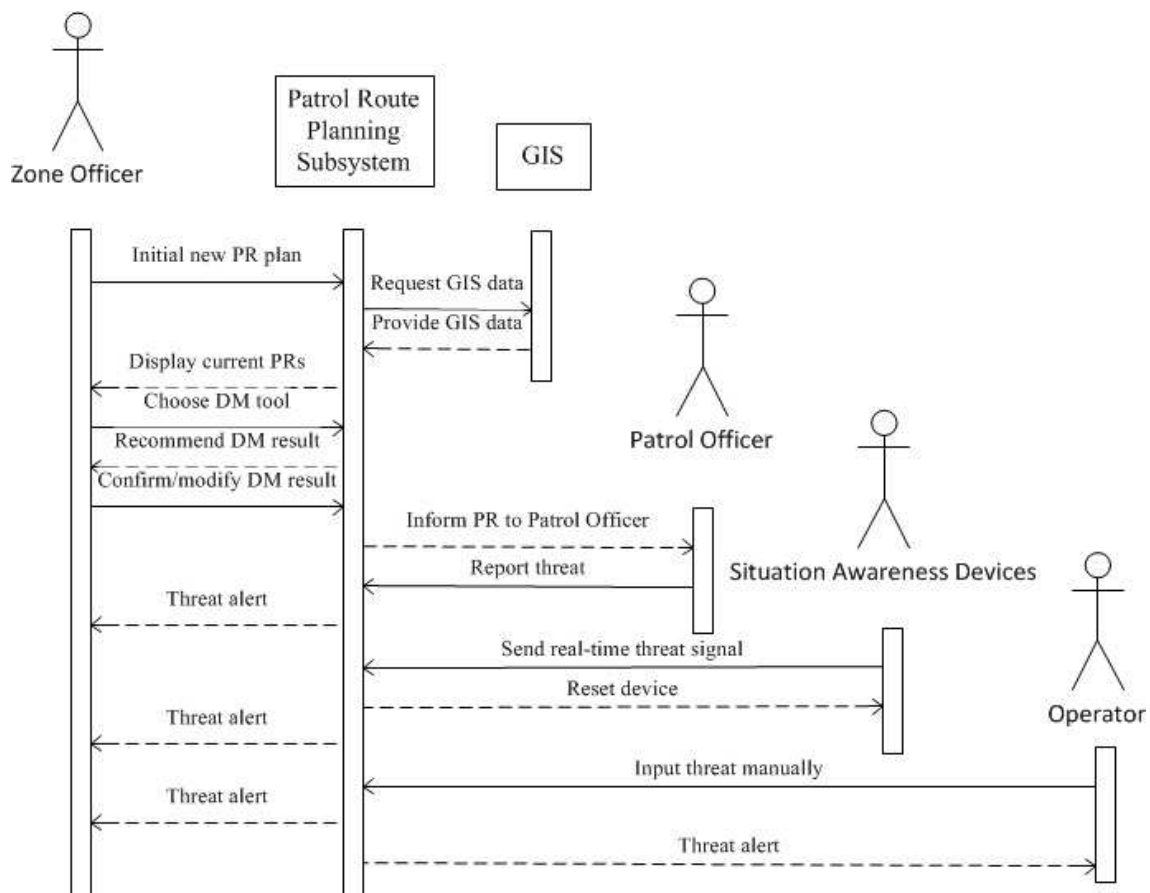 Zone Officer
Patrol Route
Planning
Subsystem
GIS
Initial new PR plan
Request GIS data
Provide GIS data
Display current PRs
Choose DM tool
Recommend DM result
Confirm/modify DM result
Patrol Officer
Inform PR to Patrol Officer
Report threat
Situation Awareness Devices
Threat alert
Send real-time threat signal
Reset device
Operator
Threat alert
Input threat manually
Threat alert
Threat alert